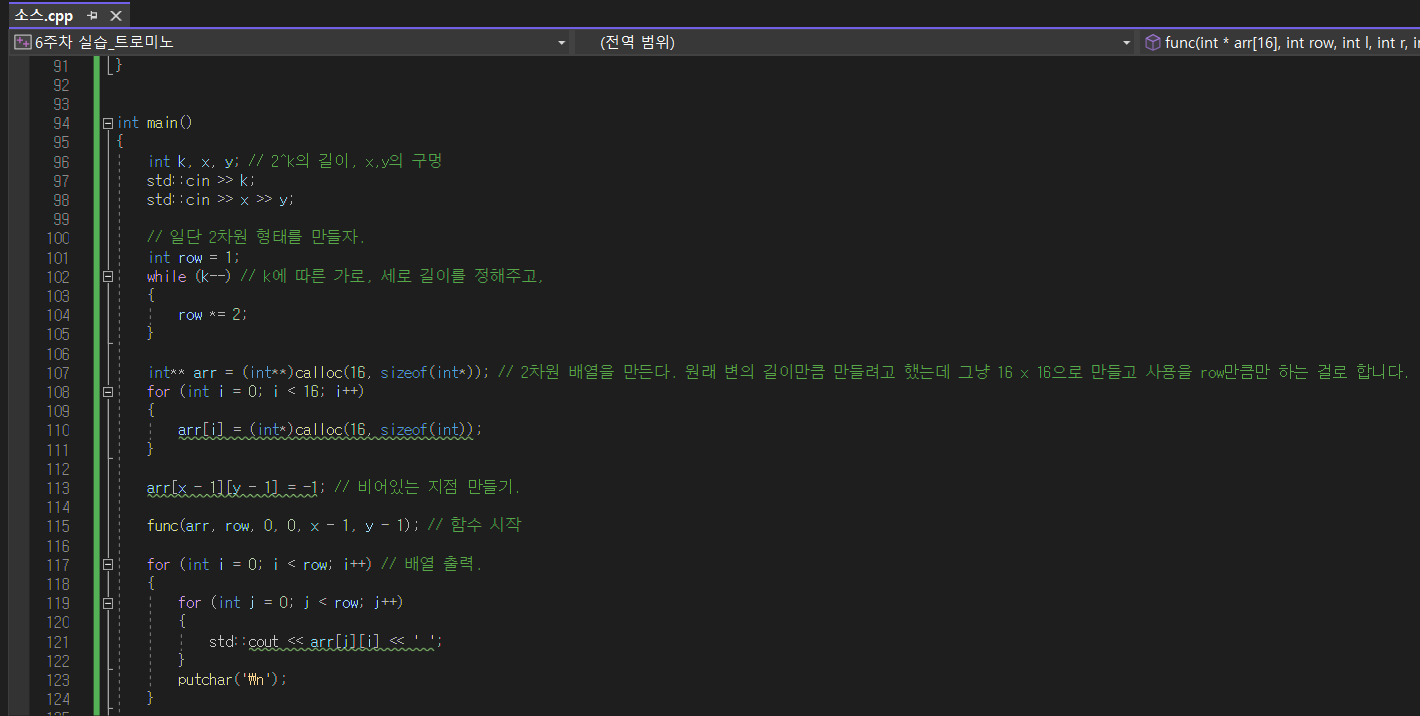 소스.cpp
6주차 실습_트로미노 (전역 범위) func(int * arr[16], int row, int l, int r, in
91 }
92
93
94 int main()
95 {
96 int k, x, y; // 2^k의 길이, x,y의 구멍
97 std::cin >> k;
98 std::cin >> x >> y;
99
100 // 일단 2차원 형태를 만들자.
101 int row = 1;
102 while (k--) // k에 따른 가로, 세로 길이를 정해주고,
103 {
104 row *= 2;
105 }
106
107 int** arr = (int**)calloc(16, sizeof(int*)); // 2차원 배열을 만든다. 원래 변의 길이만큼 만들려고 했는데 그냥 16 x 16으로 만들고 사용을 row만큼만 하는 걸로 합니다.
108 for (int i = 0; i < 16; i++)
109 {
110 arr[i] = (int*)calloc(16, sizeof(int));
111 }
112
113 arr[x - 1][y - 1] = -1; // 비어있는 지점 만들기.
114
115 func(arr, row, 0, 0, x - 1, y - 1); // 함수 시작
116
117 for (int i = 0; i < row; i++) // 배열 출력.
118 {
119 for (int j = 0; j < row; j++)
120 {
121 std::cout << arr[j][i] << ' ';
122 }
123 putchar('₩n');
124 }